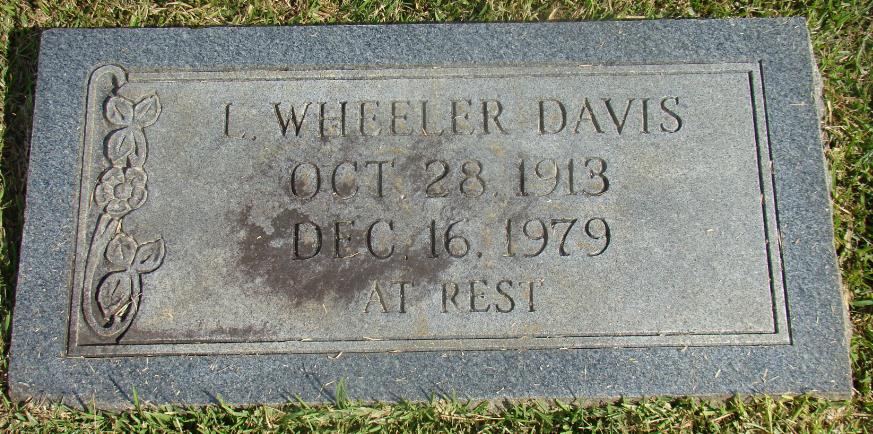 L. WHEELER DAVIS
OCT. 28, 1913
DEC. 16, 1979
AT REST